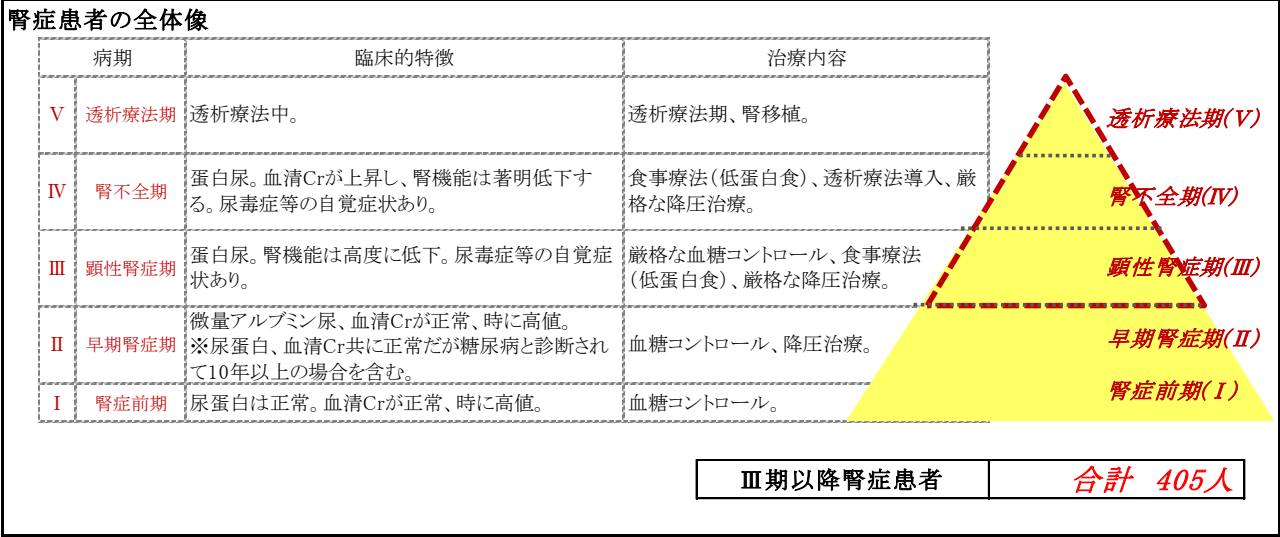 腎症患者の全体像
病期 臨床的特徴 治療内容
Ⅴ 透析療法期 透析療法中。 透析療法期、腎移植。
Ⅳ 腎不全期 蛋白尿。血清Crが上昇し、腎機能は著明低下す
る。尿毒症等の自覚症状あり。
食事療法(低蛋白食)、透析療法導入、厳
格な降圧治療。
Ⅲ 顕性腎症期 蛋白尿。腎機能は高度に低下。尿毒症等の自覚症
状あり。
厳格な血糖コントロール、食事療法
(低蛋白食)、厳格な降圧治療。
Ⅱ 早期腎症期 微量アルブミン尿、血清Crが正常、時に高値。
※尿蛋白、血清Cr共に正常だが糖尿病と診断され
て10年以上の場合を含む。
血糖コントロール、降圧治療。
Ⅰ 腎症前期 尿蛋白は正常。血清Crが正常、時に高値。 血糖コントロール。
透析療法期(Ⅴ)
腎不全期(Ⅳ)
顕性腎症期(Ⅲ)
早期腎症期(Ⅱ)
腎症前期(Ⅰ)
Ⅲ期以降腎症患者 合計 405人